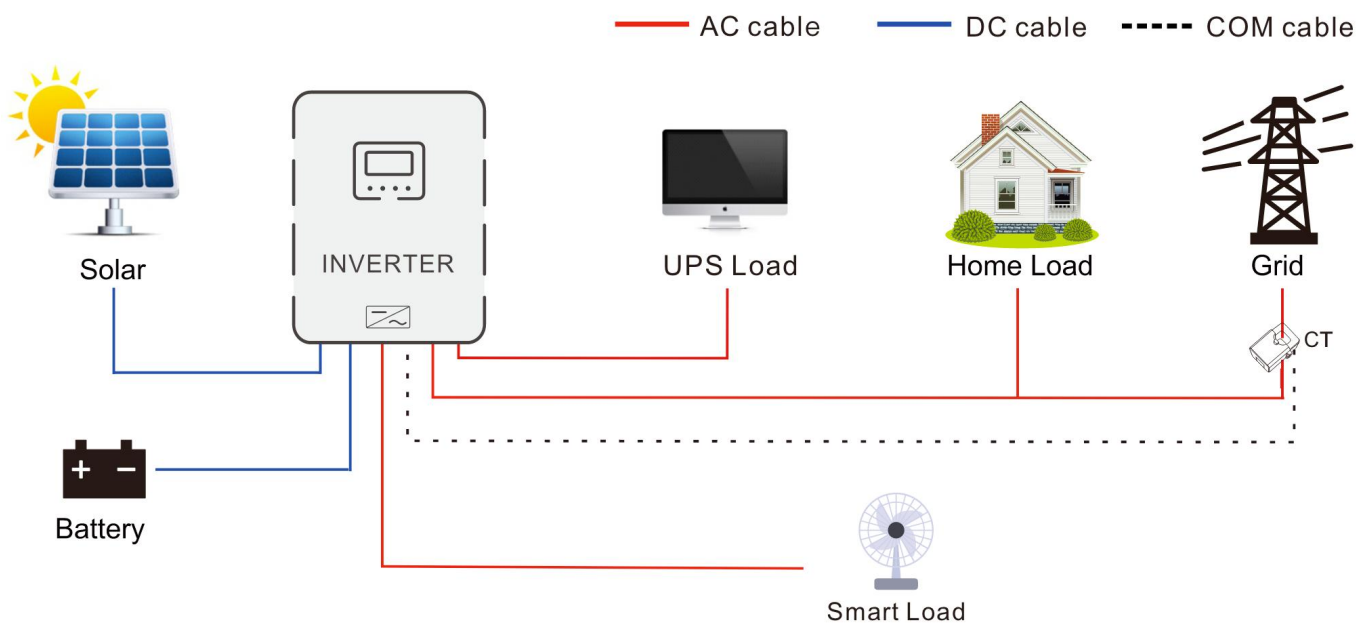 AC cable
DC cable
COM cable
Solar
INVERTER
UPS Load
Home Load
Grid
CT
+ −
Battery
Smart Load